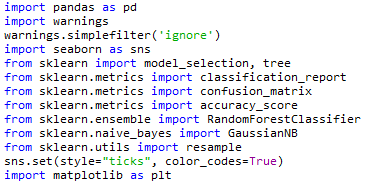 import pandas as pd
import warnings
warnings.simplefilter('ignore')
import seaborn as sns
from sklearn import model_selection, tree
from sklearn.metrics import classification_report
from sklearn.metrics import confusion_matrix
from sklearn.metrics import accuracy_score
from sklearn.ensemble import RandomForestClassifier
from sklearn.naive_bayes import GaussianNB
from sklearn.utils import resample
sns.set(style="ticks", color_codes=True)
import matplotlib as plt